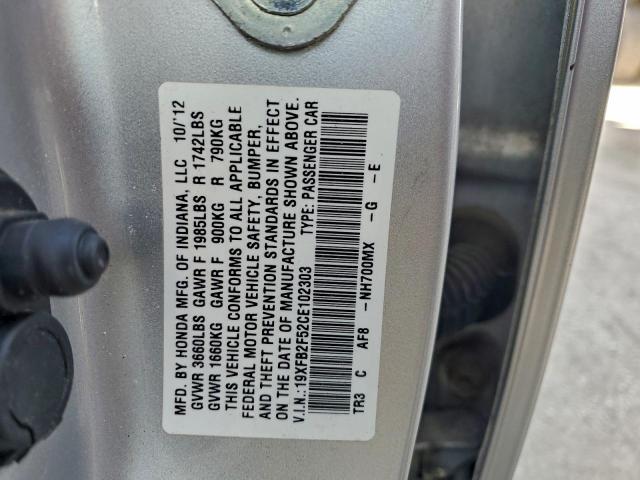 MFD. BY HONDA MFG. OF INDIANA, LLC 10/'12
GVWR 3660LBS GAWR F 1985LBS R 1742LBS
GVWR 1660KG GAWR F 900KG R 790KG
THIS VEHICLE CONFORMS TO ALL APPLICABLE
FEDERAL MOTOR VEHICLE SAFETY, BUMPER,
AND THEFT PREVENTION STANDARDS IN EFFECT
ON THE DATE OF MANUFACTURE SHOWN ABOVE.
V.I.N.:19XFB2F52CE102303 TYPE: PASSENGER CAR
TR3 C AF8 -NH700MX -G -E